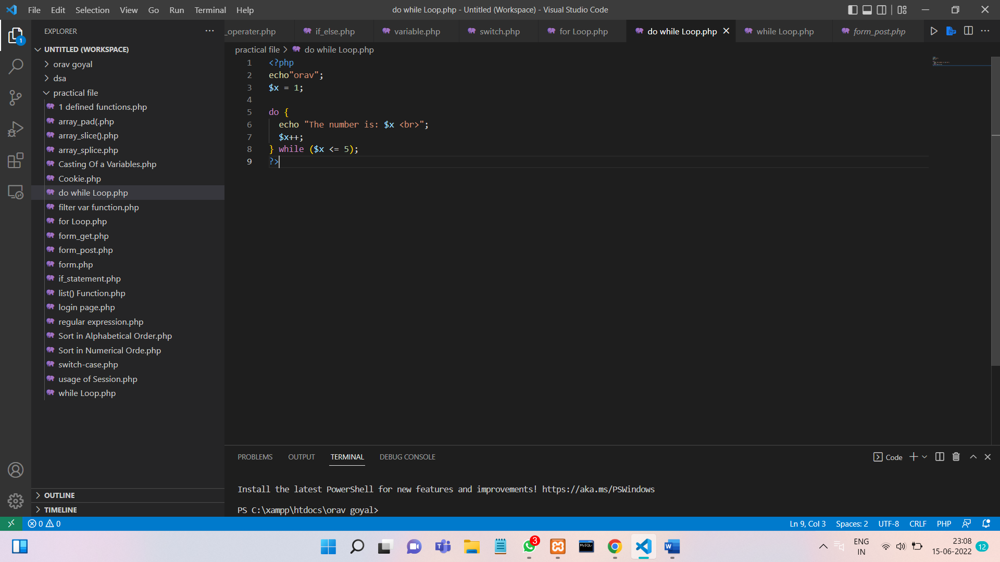 File Edit Selection View Go Run Terminal Help
do while Loop.php - Untitled (Workspace) - Visual Studio Code
1
EXPLORER
UNTITLED (WORKSPACE)
orav goyal
dsa
practical file
1 defined functions.php
array_pad(.php
array_slice().php
array_splice.php
Casting Of a Variables.php
Cookie.php
do while Loop.php
filter var function.php
for Loop.php
form_get.php
form_post.php
form.php
if_statement.php
list() Function.php
login page.php
regular expression.php
Sort in Alphabetical Order.php
Sort in Numerical Orde.php
switch-case.php
usage of Session.php
while Loop.php
OUTLINE
TIMELINE
_operater.php if_else.php variable.php switch.php for Loop.php do while Loop.php while Loop.php form_post.php
practical file > do while Loop.php
1 <?php
2 echo"orav";
3 $x = 1;
4
5 do {
6 echo "The number is: $x <br>";
7 $x++;
8 } while ($x <= 5);
9 ?>
PROBLEMS OUTPUT TERMINAL DEBUG CONSOLE
Code
Install the latest PowerShell for new features and improvements! https://aka.ms/PSWindows
PS C:\xampp\htdocs\orav goyal>
0 0
Ln 9, Col 3 Spaces: 2 UTF-8 CRLF PHP
3
MySQL
ENG
IN
23:08
15-06-2022
12